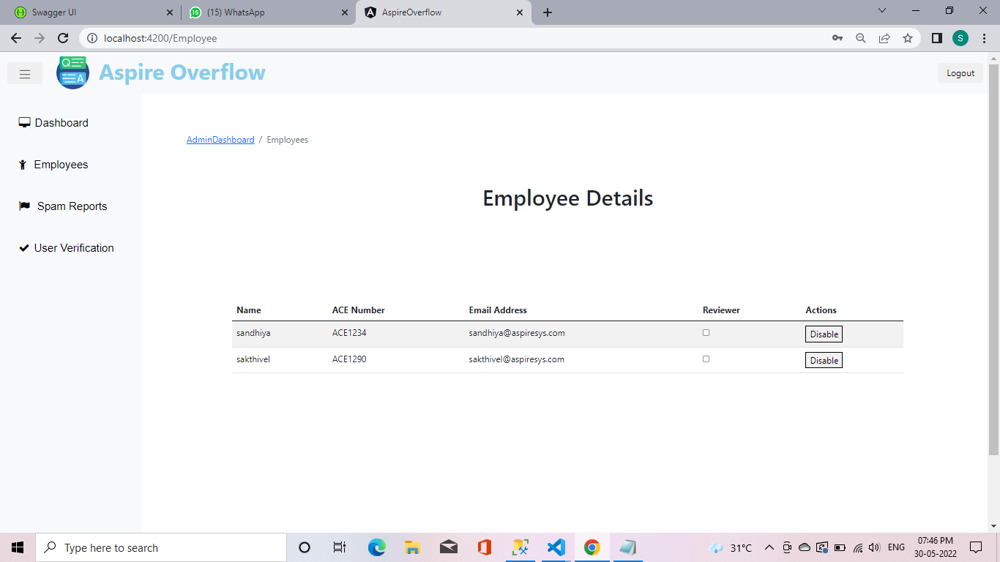 Swagger UI
(15) WhatsApp
AspireOverflow
localhost:4200/Employee
S
Q
A
Aspire Overflow
Logout
Dashboard
Employees
Spam Reports
User Verification
AdminDashboard / Employees
Employee Details
Name ACE Number Email Address Reviewer Actions
sandhiya ACE1234 sandhiya@aspiresys.com Disable
sakthivel ACE1290 sakthivel@aspiresys.com Disable
Type here to search
31°C
ENG
07:46 PM
30-05-2022